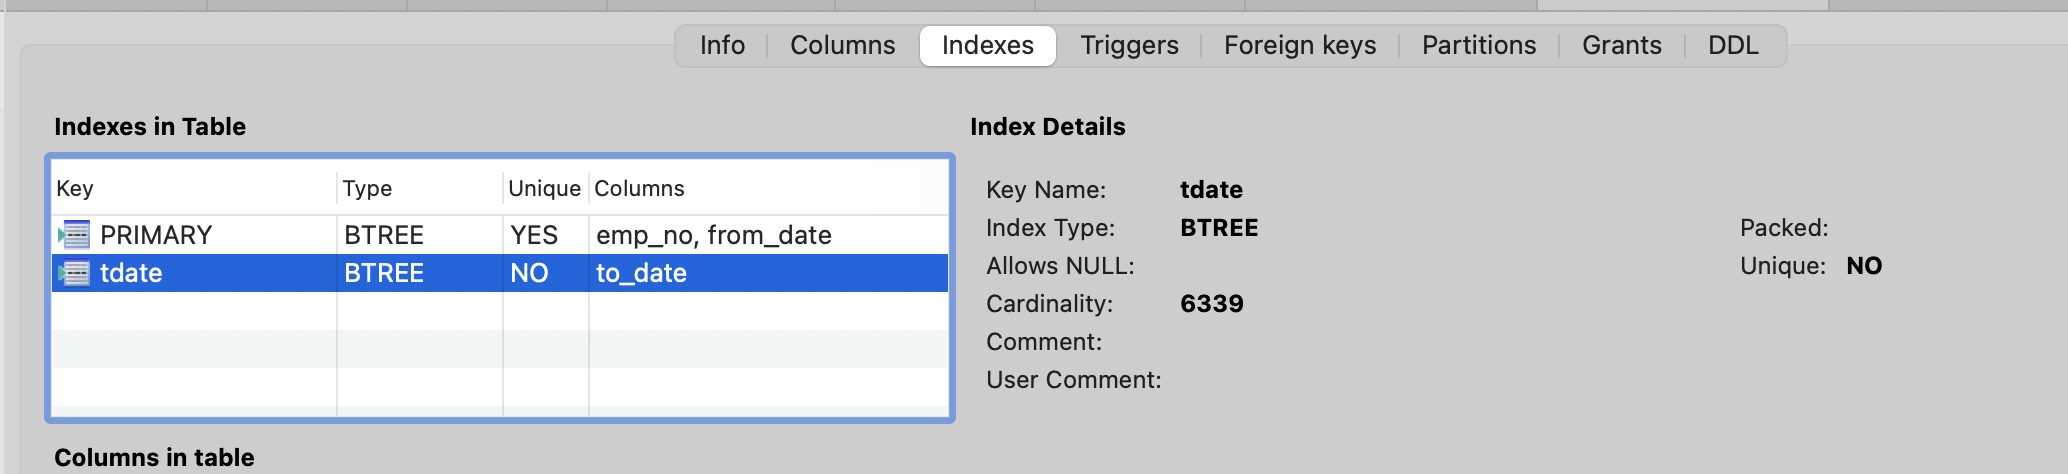 Info Columns Indexes Triggers Foreign keys Partitions Grants DDL
Indexes in Table
Key Type Unique Columns
PRIMARY BTREE YES emp_no, from_date
tdate BTREE NO to_date
Columns in table
Index Details
Key Name: tdate
Index Type: BTREE Packed:
Allows NULL: Unique: NO
Cardinality: 6339
Comment:
User Comment: